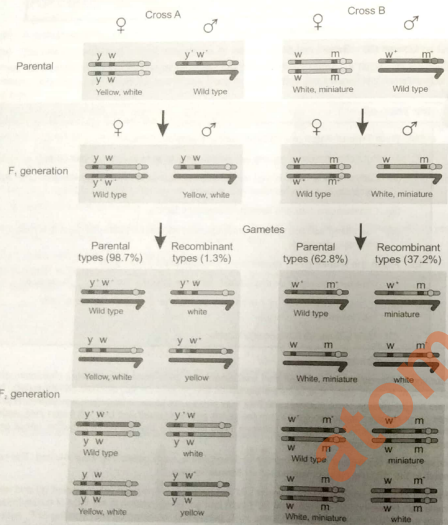 Cross A
Cross B
♀ ♂ ♀ ♂
Parental
y w
y⁺ w⁺
w m
w⁺ m⁺
y w
w m
Yellow, white
Wild type
White, miniature
Wild type
♀ ♂ ♀ ♂
F₁ generation
y w
y w
w m
w m
y⁺ w⁺
w⁺ m⁺
Wild type
Yellow, white
Wild type
White, miniature
Gametes
Parental types (98.7%)
Recombinant types (1.3%)
Parental types (62.8%)
Recombinant types (37.2%)
y⁺ w⁺
y⁺ w
w⁺ m⁺
w⁺ m
Wild type
white
Wild type
miniature
y w
y w⁺
w m
w m⁺
Yellow, white
yellow
White, miniature
white
F₂ generation
y⁺ w⁺
y⁺ w
w⁺ m⁺
w⁺ m
y w
y w
w m
w m
Wild type
white
Wild type
miniature
y w
y w⁺
w m
w m⁺
y w
y w
w m
w m
Yellow, white
yellow
White, miniature
white
atom